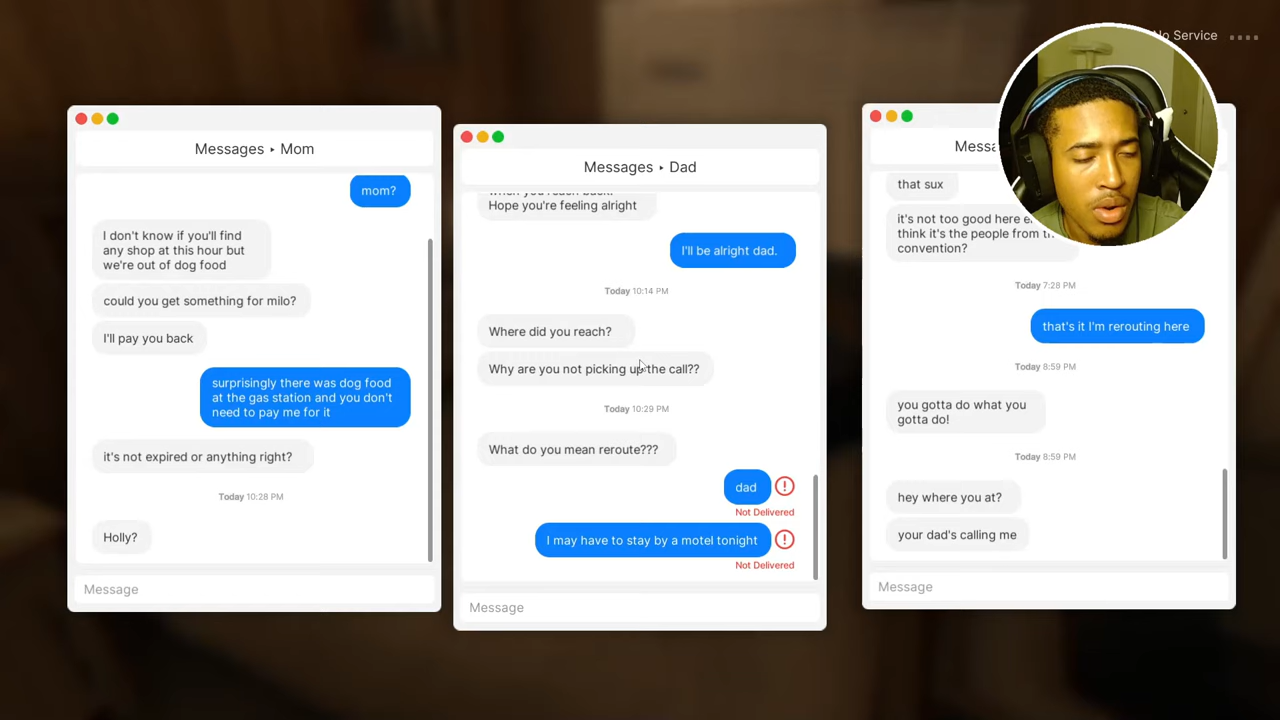 No Service
Messages ‣ Mom
mom?
I don't know if you'll find
any shop at this hour but
we're out of dog food
could you get something for milo?
I'll pay you back
surprisingly there was dog food
at the gas station and you don't
need to pay me for it
it's not expired or anything right?
Today 10:28 PM
Holly?
Message
Messages ‣ Dad
when you reach back.
Hope you're feeling alright
I'll be alright dad.
Today 10:14 PM
Where did you reach?
Why are you not picking up the call??
Today 10:29 PM
What do you mean reroute???
dad
Not Delivered
I may have to stay by a motel tonight
Not Delivered
Message
that sux
it's not too good here
think it's the people from
convention?
Today 7:28 PM
that's it I'm rerouting here
Today 8:59 PM
you gotta do what you
gotta do!
Today 8:59 PM
hey where you at?
your dad's calling me
Message